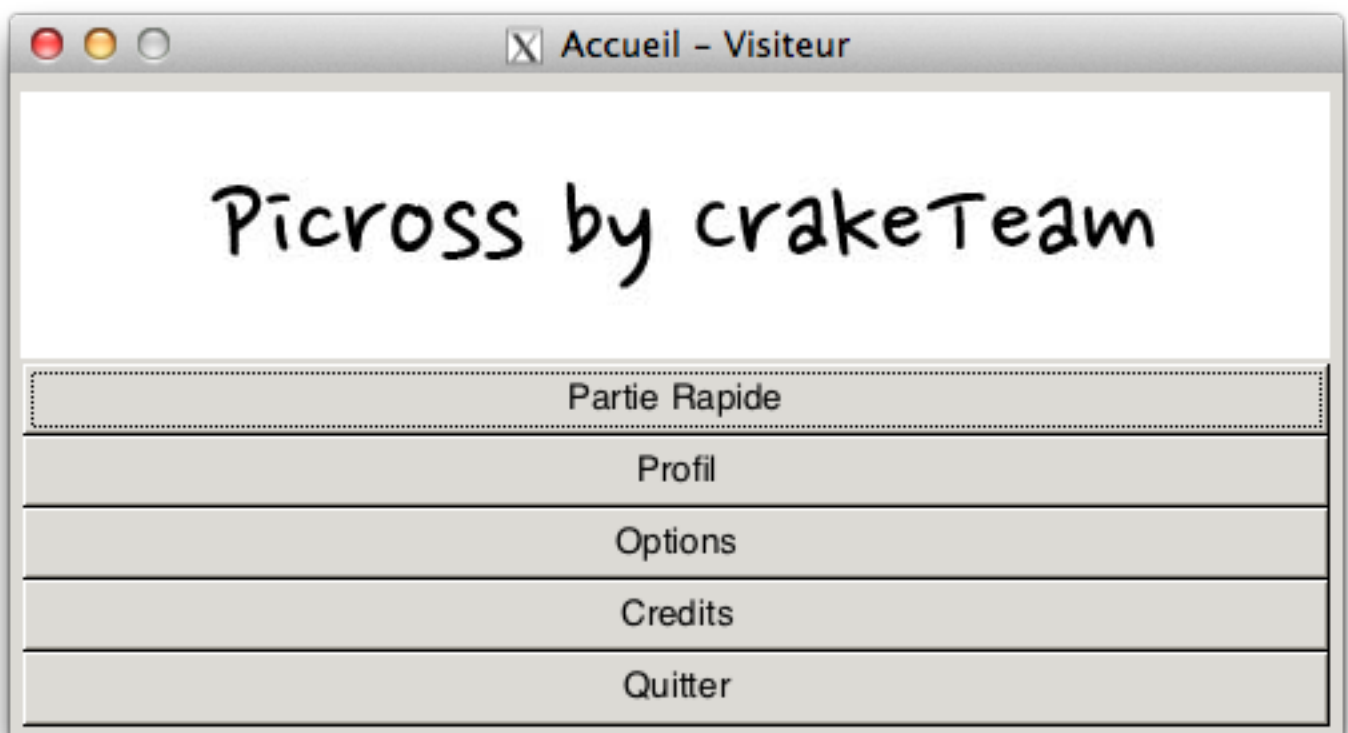 Accueil – Visiteur
Picross by crakeTeam
Partie Rapide
Profil
Options
Credits
Quitter